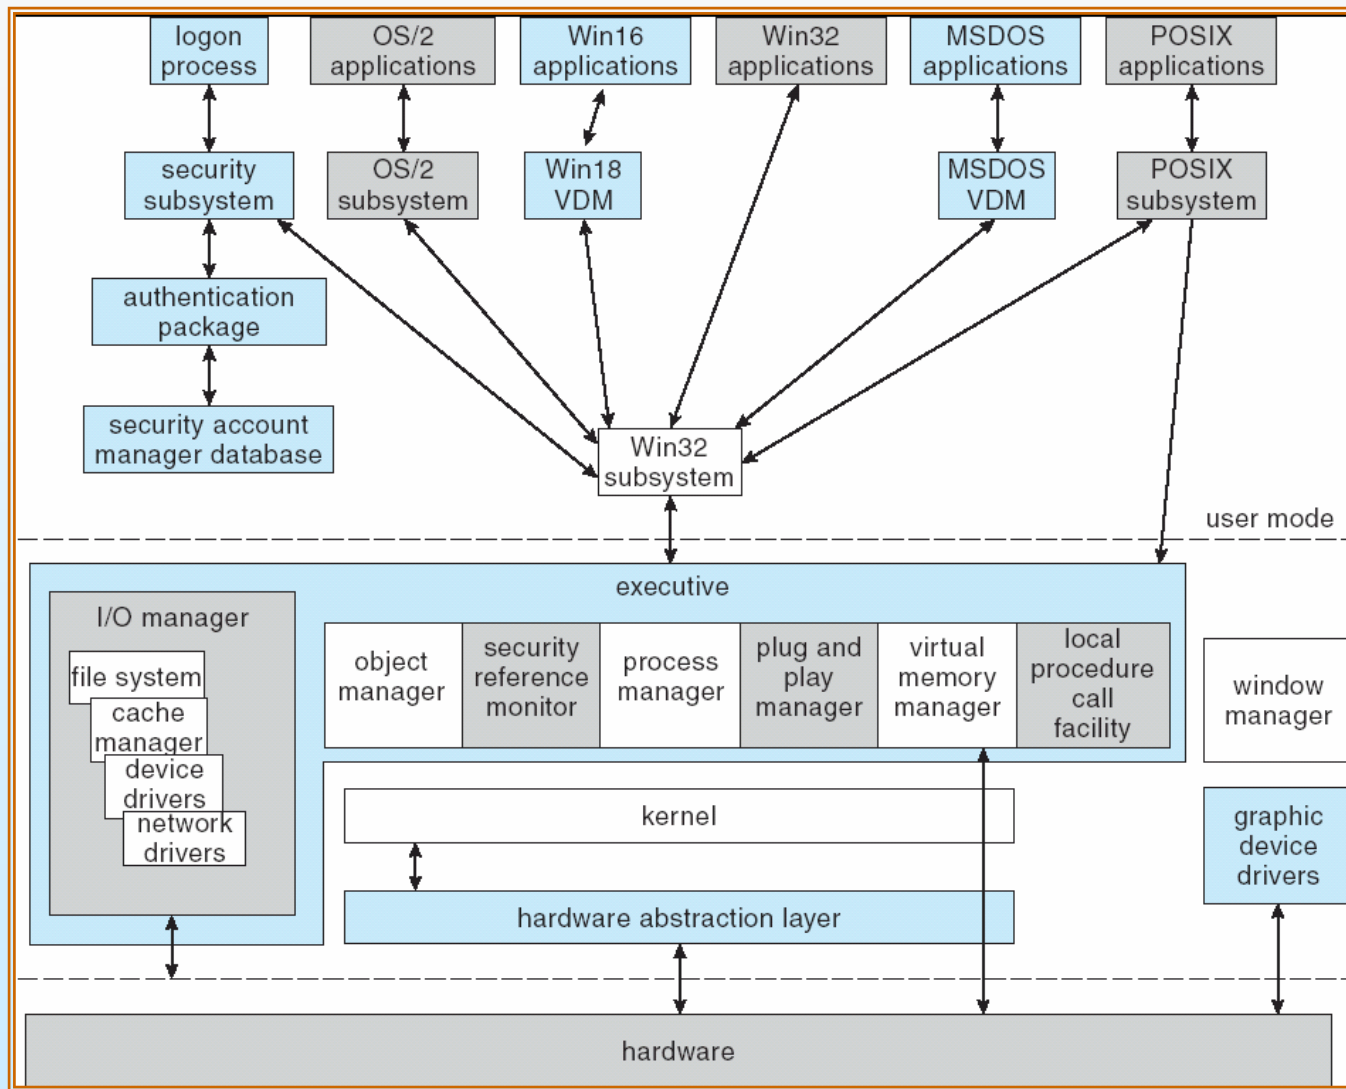 logon
process
OS/2
applications
Win16
applications
Win32
applications
MSDOS
applications
POSIX
applications
security
subsystem
OS/2
subsystem
Win18
VDM
MSDOS
VDM
POSIX
subsystem
authentication
package
security account
manager database
Win32
subsystem
user mode
executive
I/O manager
file system
cache
manager
device
drivers
network
drivers
object
manager
security
reference
monitor
process
manager
plug and
play
manager
virtual
memory
manager
local
procedure
call
facility
window
manager
kernel
graphic
device
drivers
hardware abstraction layer
hardware